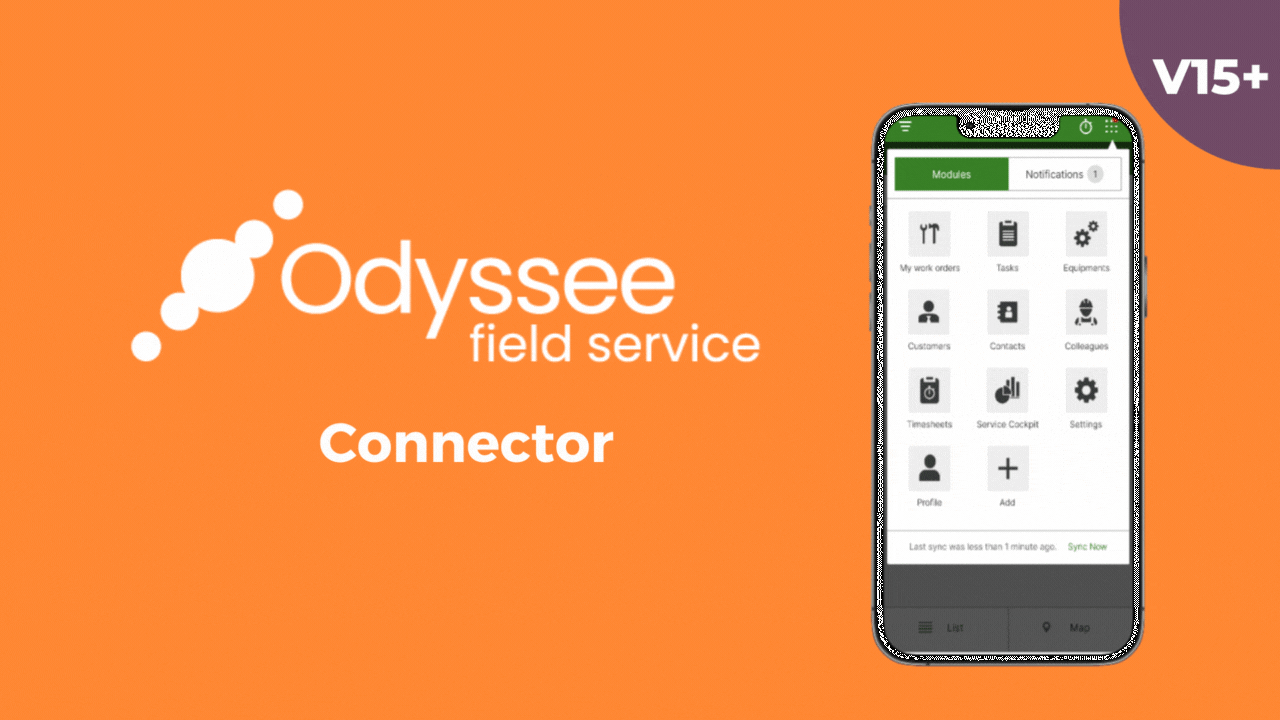 V15+
Odyssee
field service
Connector
Modules
Notifications 1
My work orders
Tasks
Equipments
Customers
Contacts
Colleagues
Timesheets
Service Cockpit
Settings
Profile
Add
Last sync was less than 1 minute ago. Sync Now
List
Map